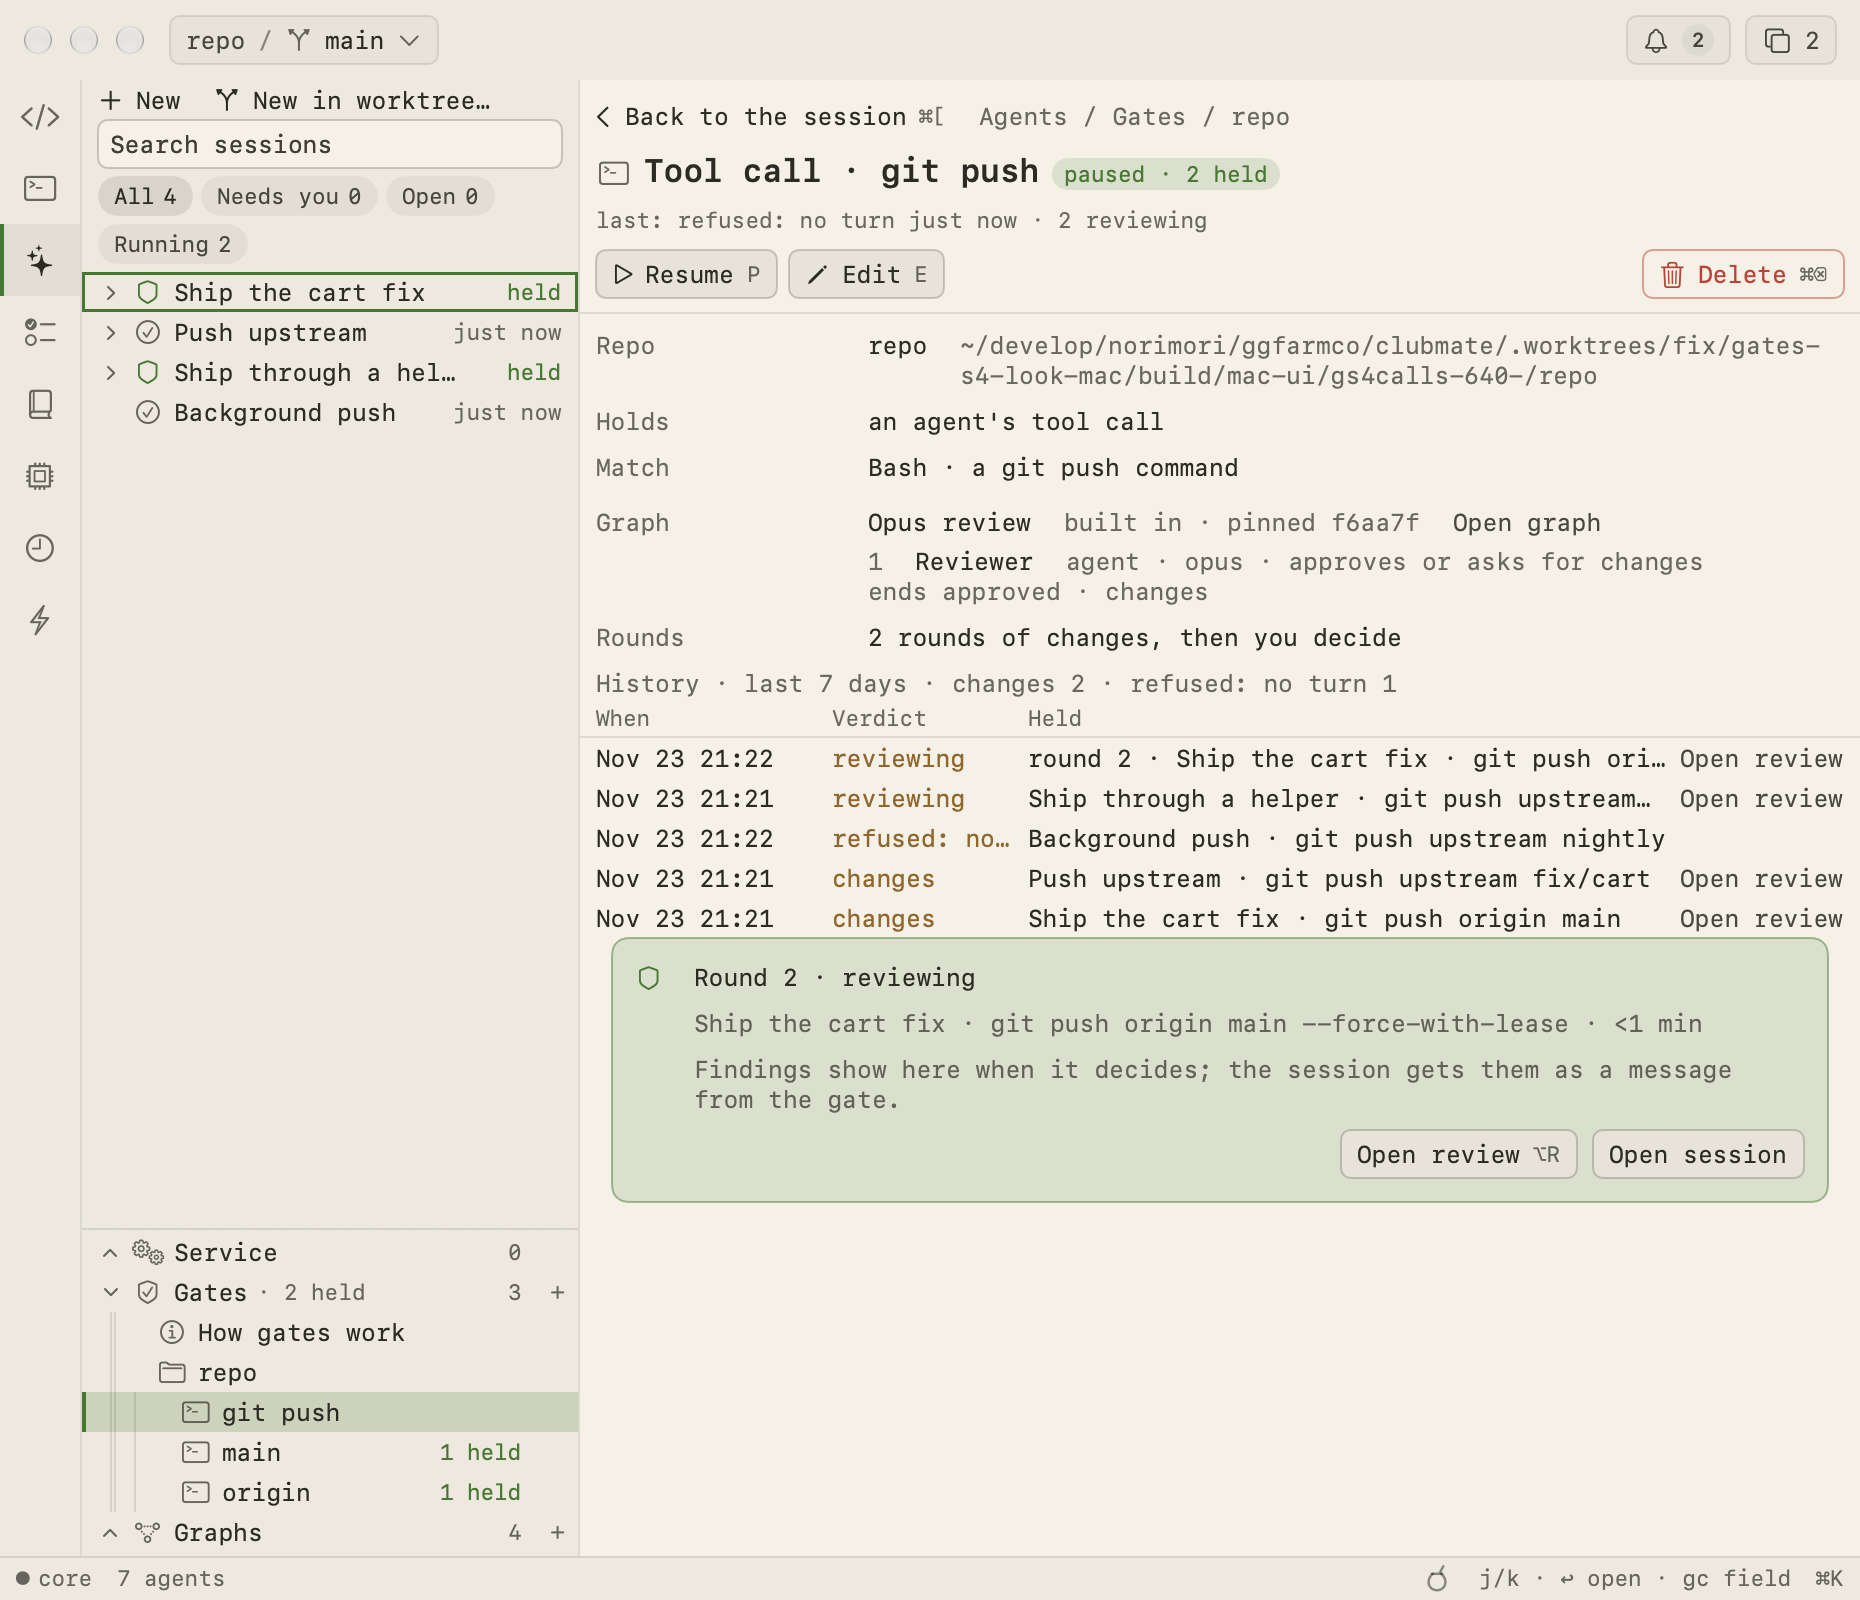 repo / main
2
2
New
New in worktree…
Search sessions
All 4
Needs you 0
Open 0
Running 2
Ship the cart fix held
Push upstream just now
Ship through a hel… held
Background push just now
Service 0
Gates · 2 held 3 +
How gates work
repo
git push
main 1 held
origin 1 held
Graphs 4 +
Back to the session ⌘[ Agents / Gates / repo
Tool call · git push paused · 2 held
last: refused: no turn just now · 2 reviewing
Resume P
Edit E
Delete ⌘⌫
Repo repo ~/develop/norimori/ggfarmco/clubmate/.worktrees/fix/gates-
s4-look-mac/build/mac-ui/gs4calls-640-/repo
Holds an agent's tool call
Match Bash · a git push command
Graph Opus review built in · pinned f6aa7f Open graph
1 Reviewer agent · opus · approves or asks for changes
ends approved · changes
Rounds 2 rounds of changes, then you decide
History · last 7 days · changes 2 · refused: no turn 1
When Verdict Held
Nov 23 21:22 reviewing round 2 · Ship the cart fix · git push ori… Open review
Nov 23 21:21 reviewing Ship through a helper · git push upstream… Open review
Nov 23 21:22 refused: no… Background push · git push upstream nightly
Nov 23 21:21 changes Push upstream · git push upstream fix/cart Open review
Nov 23 21:21 changes Ship the cart fix · git push origin main Open review
Round 2 · reviewing
Ship the cart fix · git push origin main --force-with-lease · <1 min
Findings show here when it decides; the session gets them as a message
from the gate.
Open review ⌥R
Open session
core 7 agents
j/k · ↩ open · gc field ⌘K